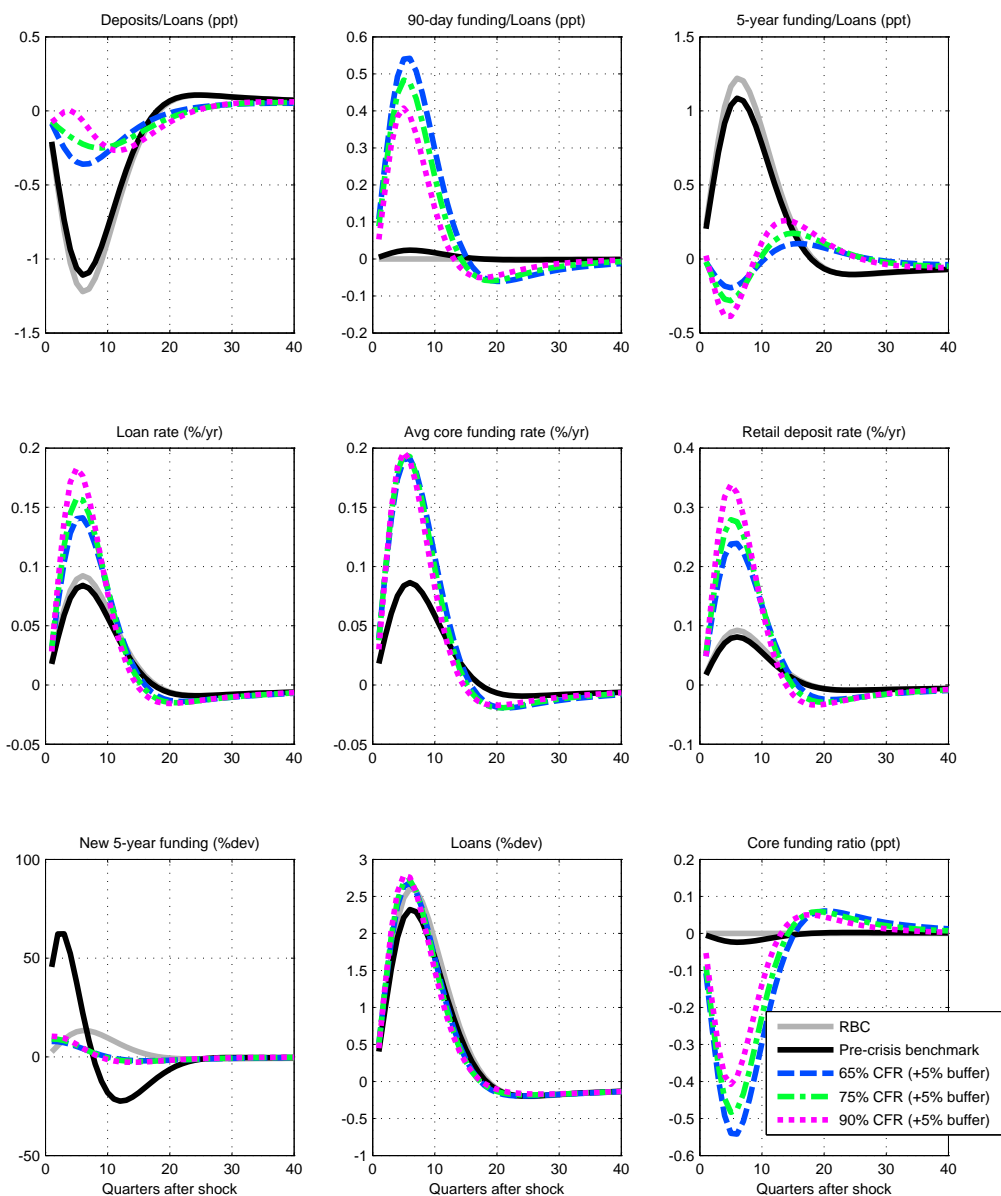 Deposits/Loans (ppt)
90-day funding/Loans (ppt)
5-year funding/Loans (ppt)
0.5
0
-0.5
-1
-1.5
0 10 20 30 40
0.6
0.5
0.4
0.3
0.2
0.1
0
-0.1
-0.2
0 10 20 30 40
1.5
1
0.5
0
-0.5
0 10 20 30 40
Loan rate (%/yr)
Avg core funding rate (%/yr)
Retail deposit rate (%/yr)
0.2
0.15
0.1
0.05
0
-0.05
0 10 20 30 40
0.2
0.15
0.1
0.05
0
-0.05
0 10 20 30 40
0.4
0.3
0.2
0.1
0
-0.1
0 10 20 30 40
New 5-year funding (%dev)
Loans (%dev)
Core funding ratio (ppt)
100
50
0
-50
0 10 20 30 40
Quarters after shock
3
2.5
2
1.5
1
0
-1
0 10 20 30 40
Quarters after shock
0.2
0.1
0
-0.1
-0.2
-0.3
-0.4
-0.5
-0.6
0 10 20 30 40
Quarters after shock
RBC
Pre-crisis benchmark
65% CFR (+5% buffer)
75% CFR (+5% buffer)
90% CFR (+5% buffer)